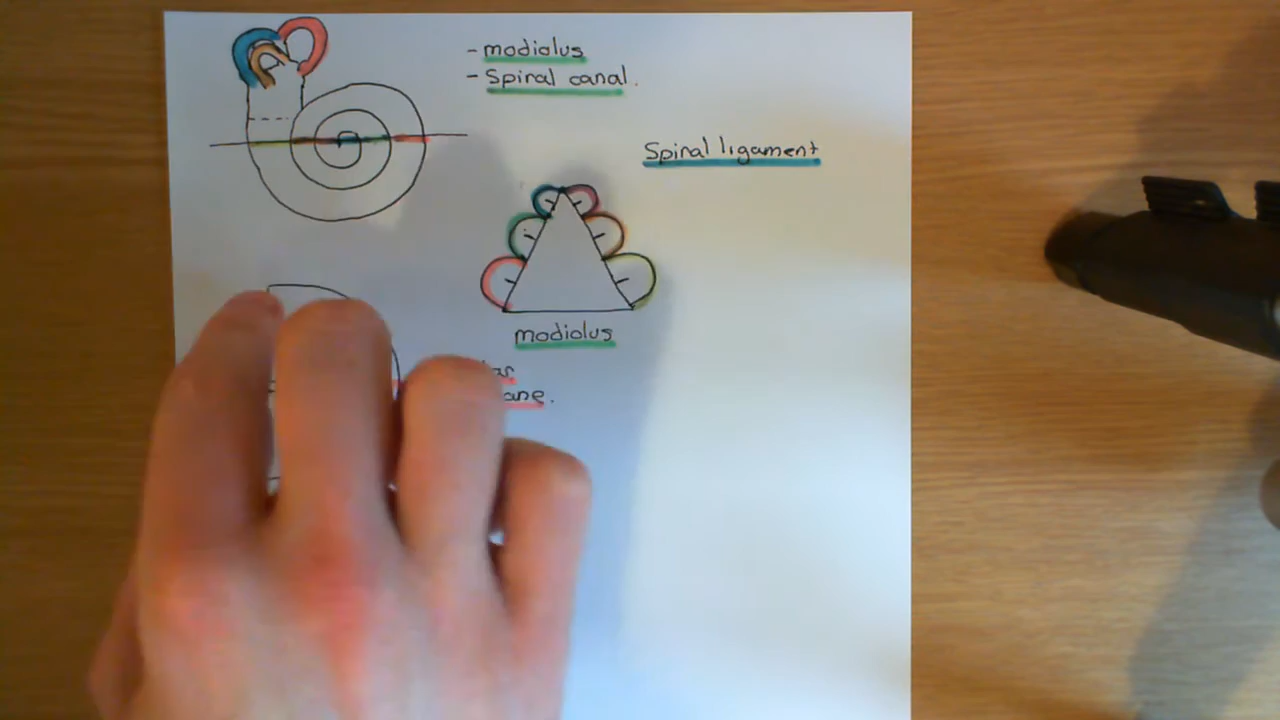 - modiolus
- Spiral canal.
Spiral ligament
modiolus